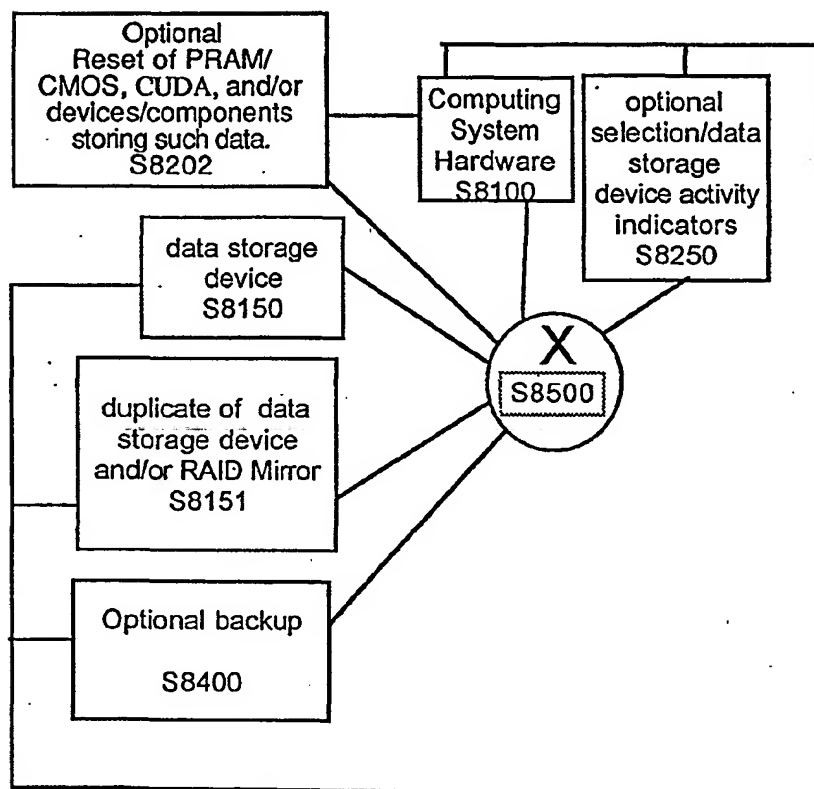 Optional
Reset of PRAM/
CMOS, CUDA, and/or
devices/components
storing such data.
S8202
Computing
System
Hardware
S8100
optional
selection/data
storage
device activity
indicators
S8250
data storage
device
S8150
X
S8500
duplicate of data
storage device
and/or RAID Mirror
S8151
Optional backup
S8400